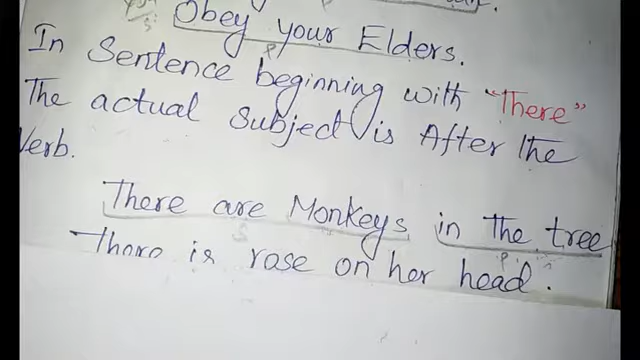 Obey your Elders.
P
In Sentence beginning with "There"
The actual Subject is After the
Verb.
There are Monkeys in The tree
S
P
There is rose on her head.